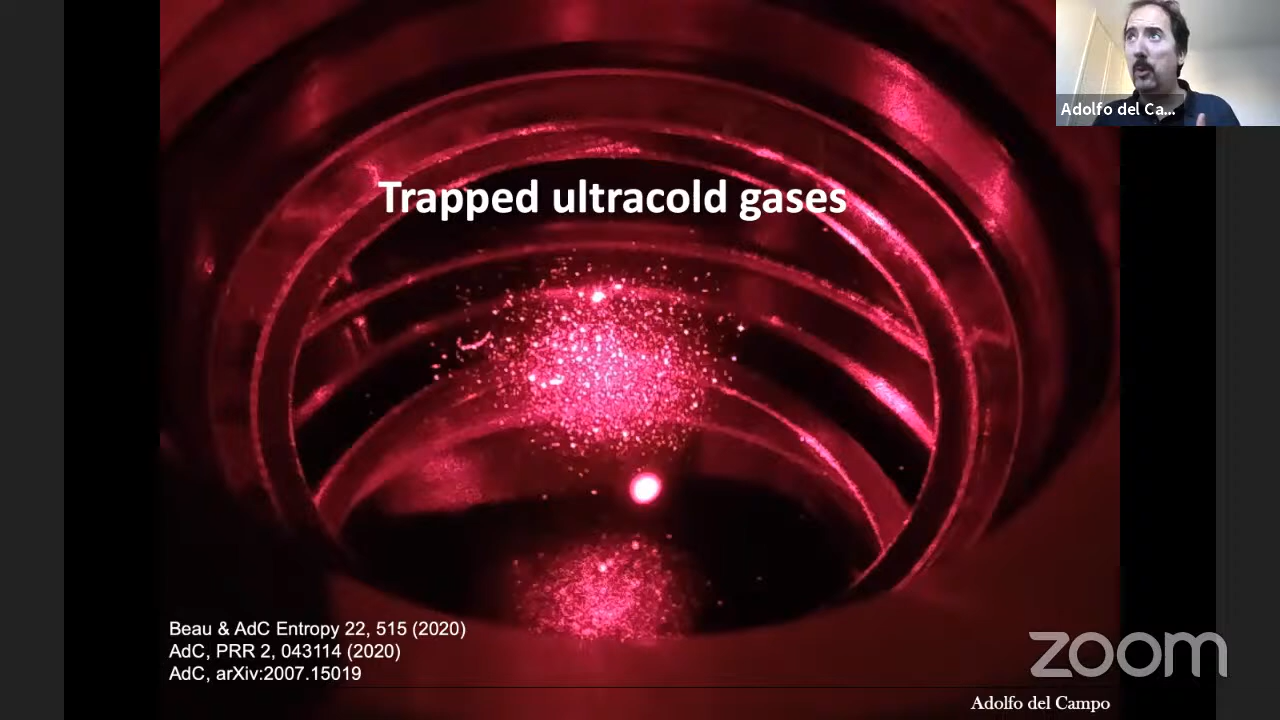 Adolfo del Ca...
Trapped ultracold gases
Beau & AdC Entropy 22, 515 (2020)
AdC, PRR 2, 043114 (2020)
AdC, arXiv:2007.15019
zoom
Adolfo del Campo